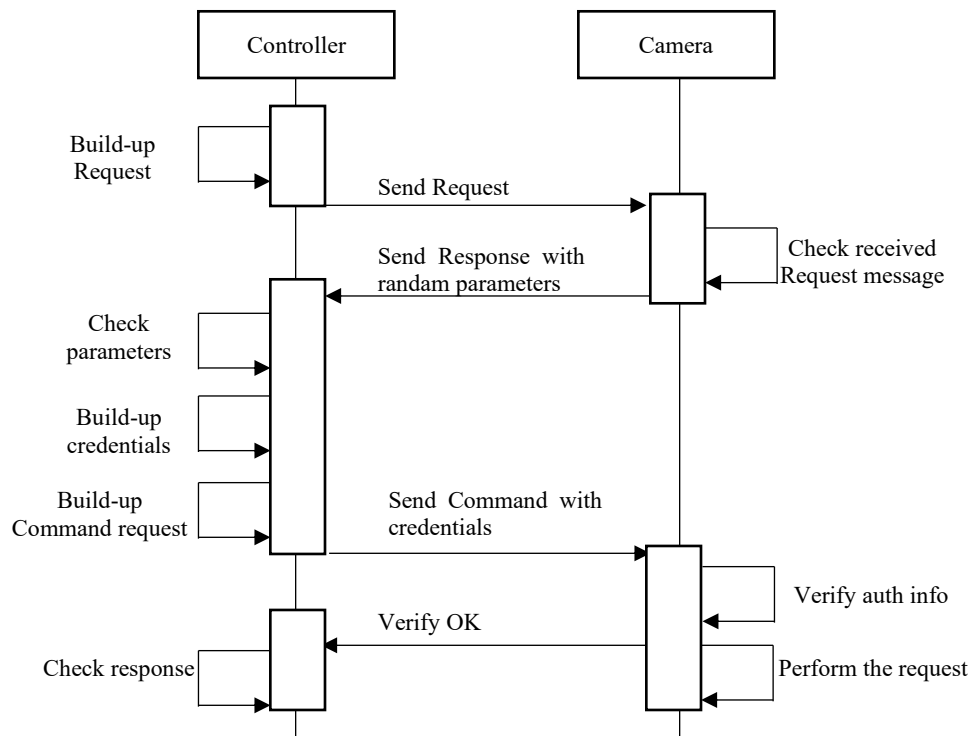 Controller
Camera
Build-up
Request
Send Request
Check received
Request message
Send Response with
randam parameters
Check
parameters
Build-up
credentials
Build-up
Command request
Send Command with
credentials
Verify auth info
Verify OK
Check response
Perform the request